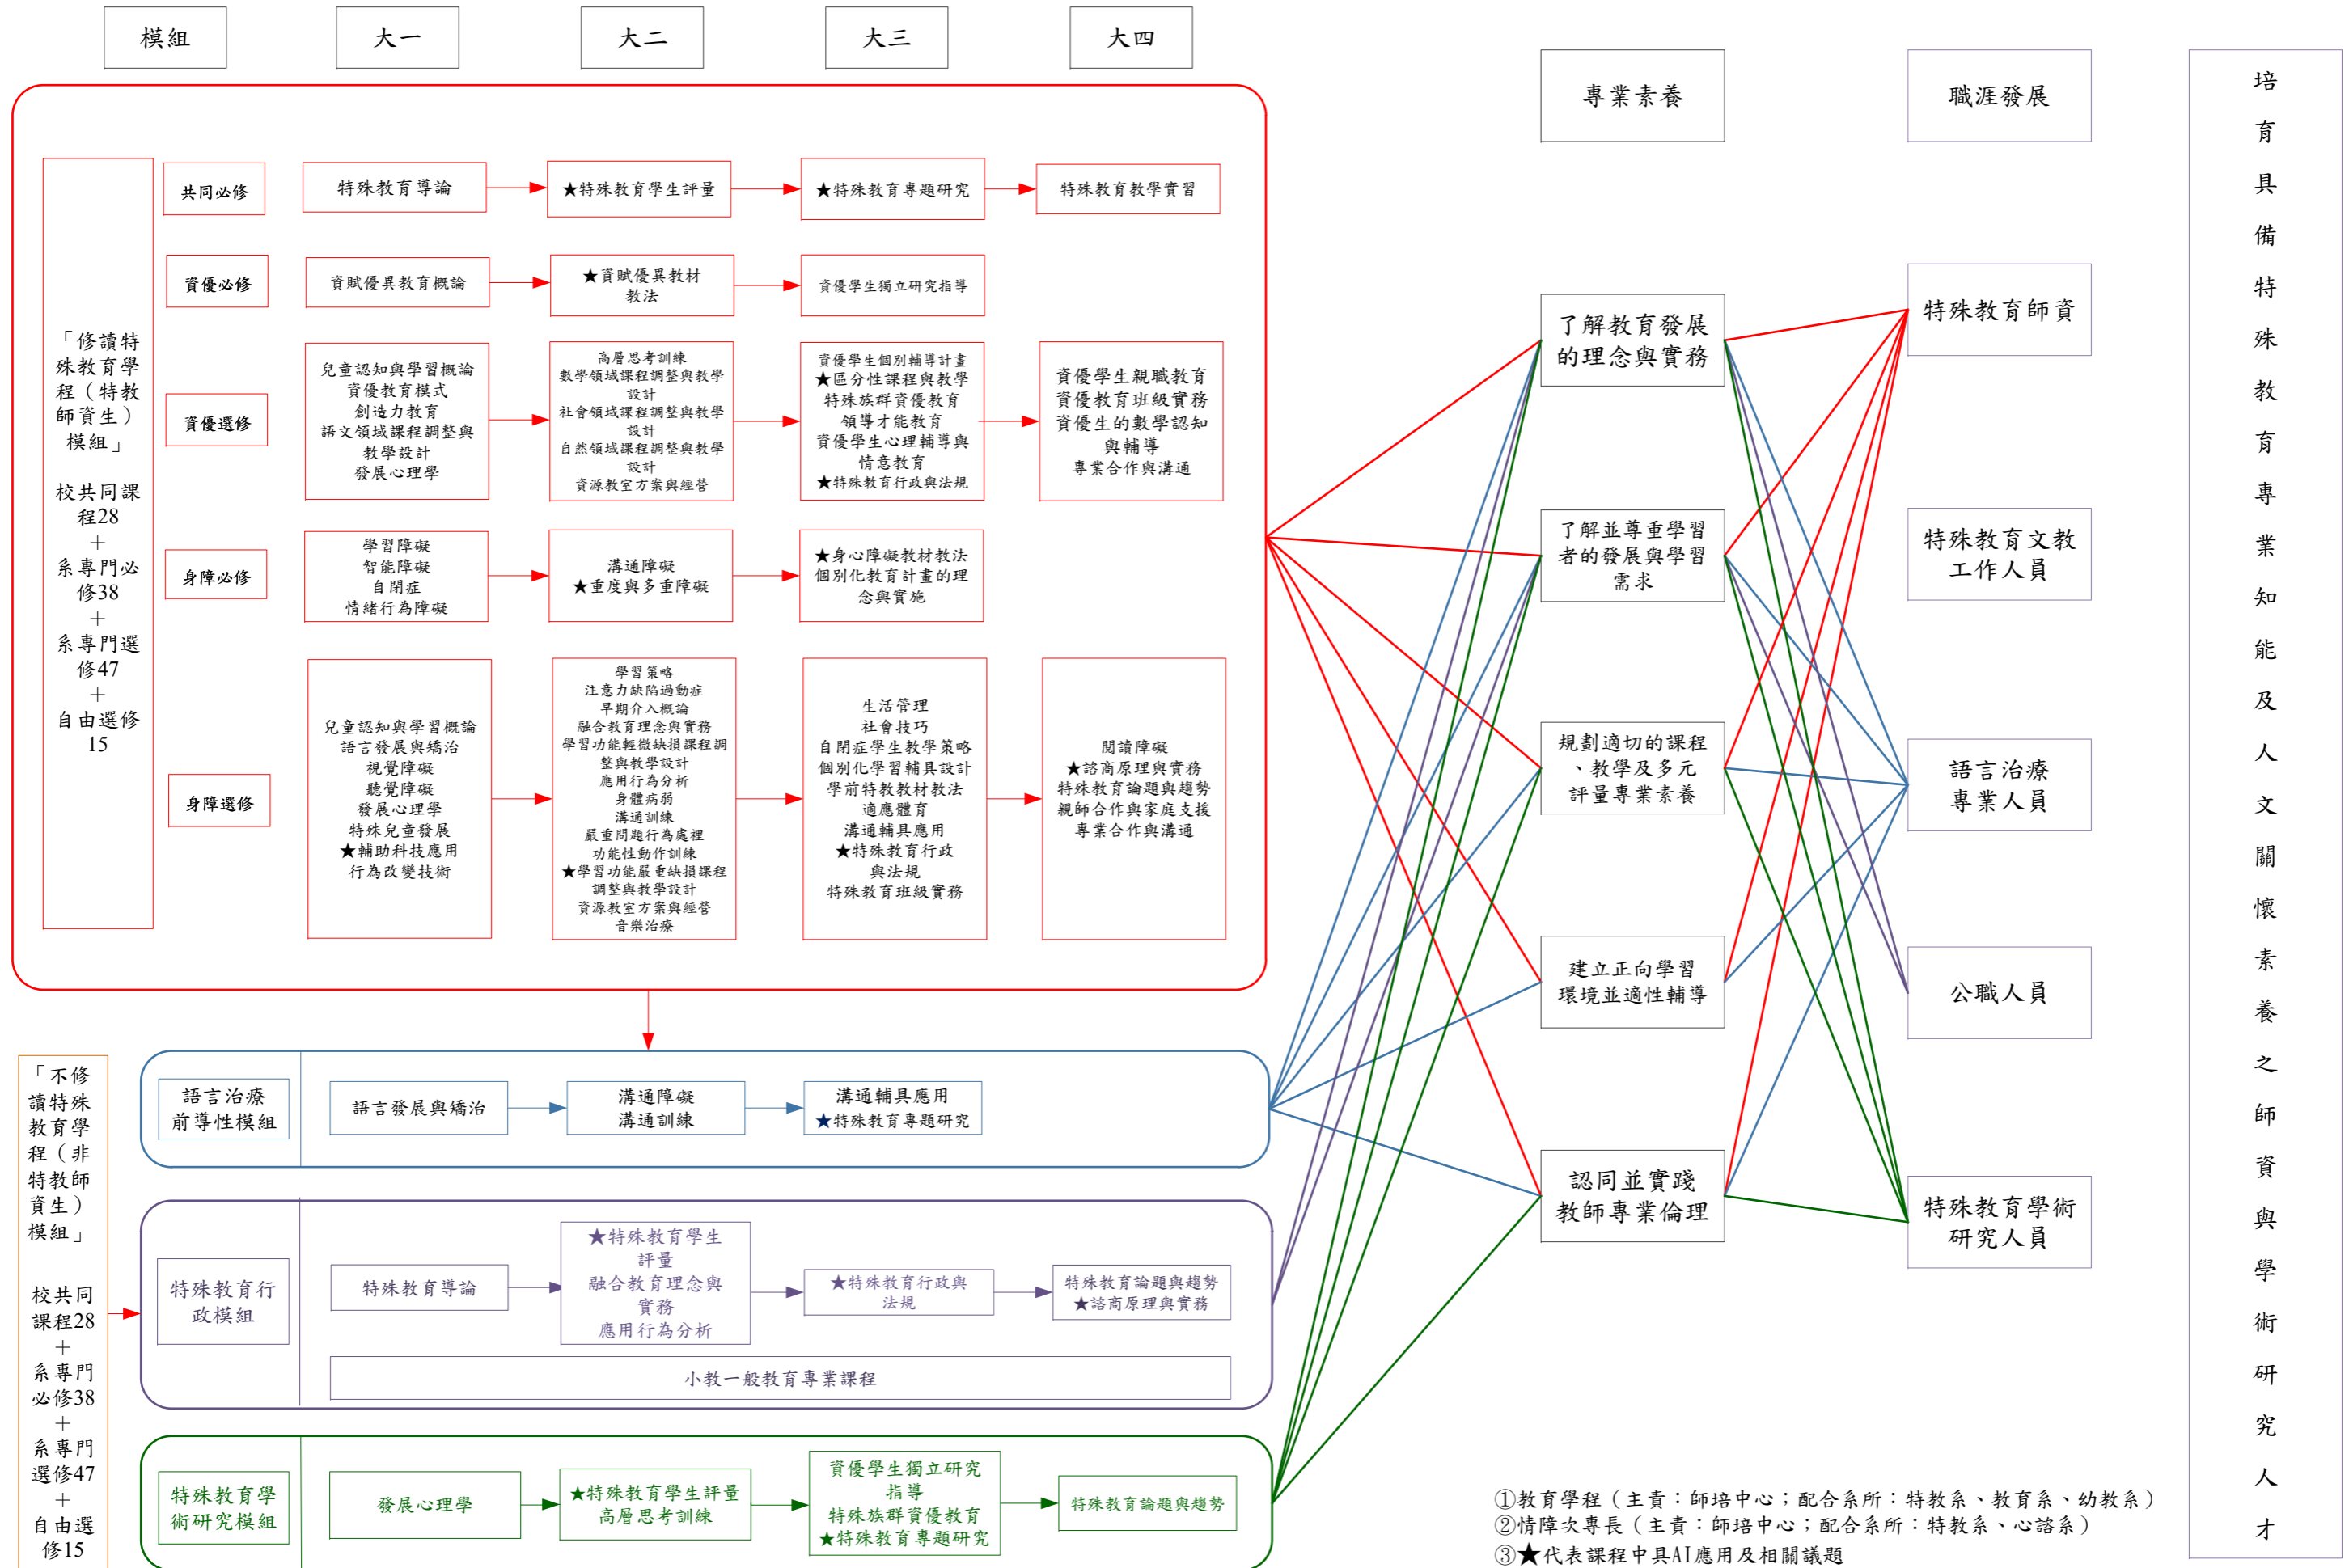 模組
大一
大二
大三
大四
專業素養
職涯發展
「修讀特
殊教育學
程（特教
師資生）
模組」
校共同課
程28
＋
系專門必
修38
＋
系專門選
修47
＋
自由選修
15
共同必修
特殊教育導論
★特殊教育學生評量
★特殊教育專題研究
特殊教育教學實習
資優必修
資賦優異教育概論
★資賦優異教材
教法
資優學生獨立研究指導
資優選修
兒童認知與學習概論
資優教育模式
創造力教育
語文領域課程調整與
教學設計
發展心理學
高層思考訓練
數學領域課程調整與教學
設計
社會領域課程調整與教學
設計
自然領域課程調整與教學
設計
資源教室方案與經營
資優學生個別輔導計畫
★區分性課程與教學
特殊族群資優教育
領導才能教育
資優學生心理輔導與
情意教育
★特殊教育行政與法規
資優學生親職教育
資優教育班級實務
資優生的數學認知
與輔導
專業合作與溝通
身障必修
學習障礙
智能障礙
自閉症
情緒行為障礙
溝通障礙
★重度與多重障礙
★身心障礙教材教法
個別化教育計畫的理
念與實施
身障選修
兒童認知與學習概論
語言發展與矯治
視覺障礙
聽覺障礙
發展心理學
特殊兒童發展
★輔助科技應用
行為改變技術
學習策略
注意力缺陷過動症
早期介入概論
融合教育理念與實務
學習功能輕微缺損課程調
整與教學設計
應用行為分析
身體病弱
溝通訓練
嚴重問題行為處裡
功能性動作訓練
★學習功能嚴重缺損課程
調整與教學設計
資源教室方案與經營
音樂治療
生活管理
社會技巧
自閉症學生教學策略
個別化學習輔具設計
學前特教教材教法
適應體育
溝通輔具應用
★特殊教育行政
與法規
特殊教育班級實務
閱讀障礙
★諮商原理與實務
特殊教育論題與趨勢
親師合作與家庭支援
專業合作與溝通
「不修
讀特殊
教育學
程（非
特教師
資生）
模組」
校共同
課程28
＋
系專門
必修38
＋
系專門
選修47
＋
自由選
修15
語言治療
前導性模組
語言發展與矯治
溝通障礙
溝通訓練
溝通輔具應用
★特殊教育專題研究
特殊教育行
政模組
特殊教育導論
★特殊教育學生
評量
融合教育理念與
實務
應用行為分析
★特殊教育行政與
法規
特殊教育論題與趨勢
★諮商原理與實務
小教一般教育專業課程
特殊教育學
術研究模組
發展心理學
★特殊教育學生評量
高層思考訓練
資優學生獨立研究
指導
特殊族群資優教育
★特殊教育專題研究
特殊教育論題與趨勢
了解教育發展
的理念與實務
了解並尊重學習
者的發展與學習
需求
規劃適切的課程
、教學及多元
評量專業素養
建立正向學習
環境並適性輔導
認同並實踐
教師專業倫理
特殊教育師資
特殊教育文教
工作人員
語言治療
專業人員
公職人員
特殊教育學術
研究人員
培育具備特殊教育專業知能及人文關懷素養之師資與學術研究人才
①教育學程（主責：師培中心；配合系所：特教系、教育系、幼教系）
②情障次專長（主責：師培中心；配合系所：特教系、心諮系）
③★代表課程中具AI應用及相關議題